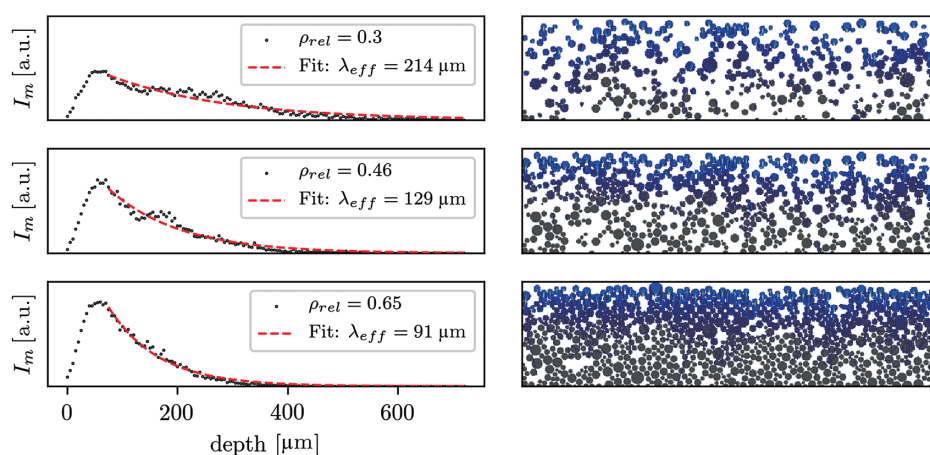 I_m [a.u.]
ρ_rel = 0.3
Fit: λ_eff = 214 μm
I_m [a.u.]
ρ_rel = 0.46
Fit: λ_eff = 129 μm
I_m [a.u.]
ρ_rel = 0.65
Fit: λ_eff = 91 μm
0 200 400 600
depth [μm]